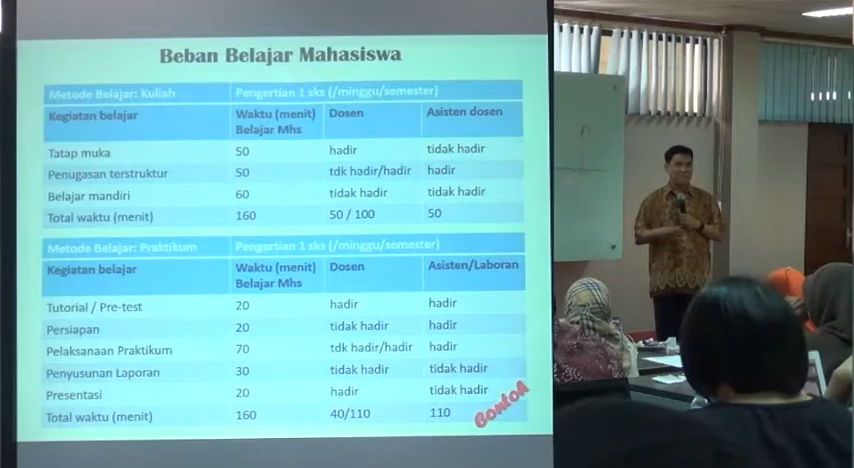 Beban Belajar Mahasiswa
Metode Belajar: Kuliah Pengertian 1 sks (/minggu/semester)
Kegiatan belajar Waktu (menit) Belajar Mhs Dosen Asisten dosen
Tatap muka 50 hadir tidak hadir
Penugasan terstruktur 50 tdk hadir/hadir hadir
Belajar mandiri 60 tidak hadir tidak hadir
Total waktu (menit) 160 50 / 100 50
Metode Belajar: Praktikum Pengertian 1 sks (/minggu/semester)
Kegiatan belajar Waktu (menit) Belajar Mhs Dosen Asisten/Laboran
Tutorial / Pre-test 20 hadir hadir
Persiapan 20 tidak hadir hadir
Pelaksanaan Praktikum 70 tdk hadir/hadir hadir
Penyusunan Laporan 30 tidak hadir tidak hadir
Presentasi 20 hadir tidak hadir
Total waktu (menit) 160 40/110 110
Contoh